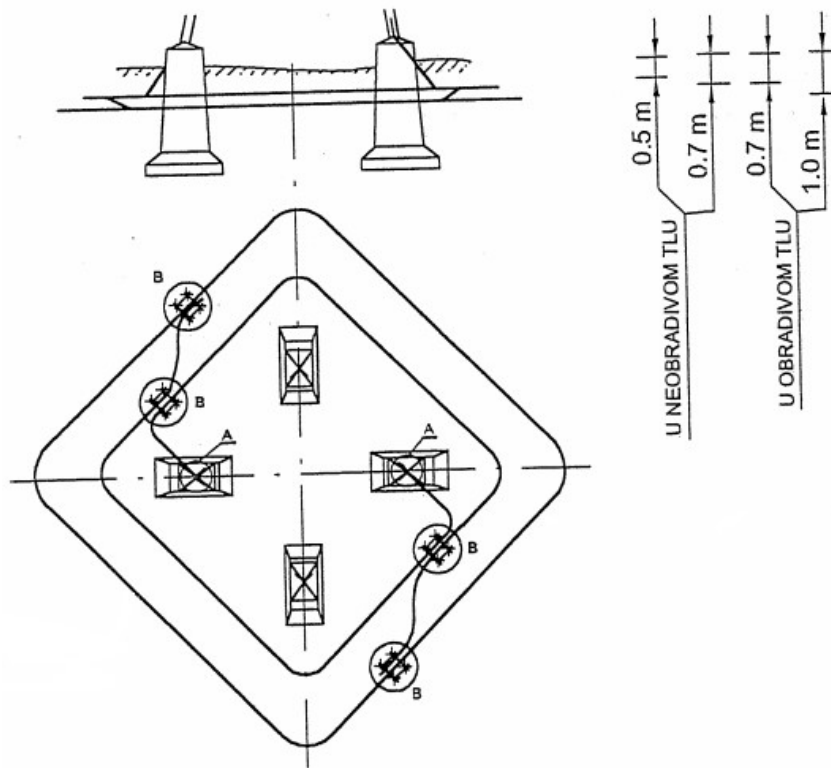 0.5 m
0.7 m
0.7 m
1.0 m
U NEOBRADIVOM TLU
U OBRADIVOM TLU
B
B
A
A
B
B